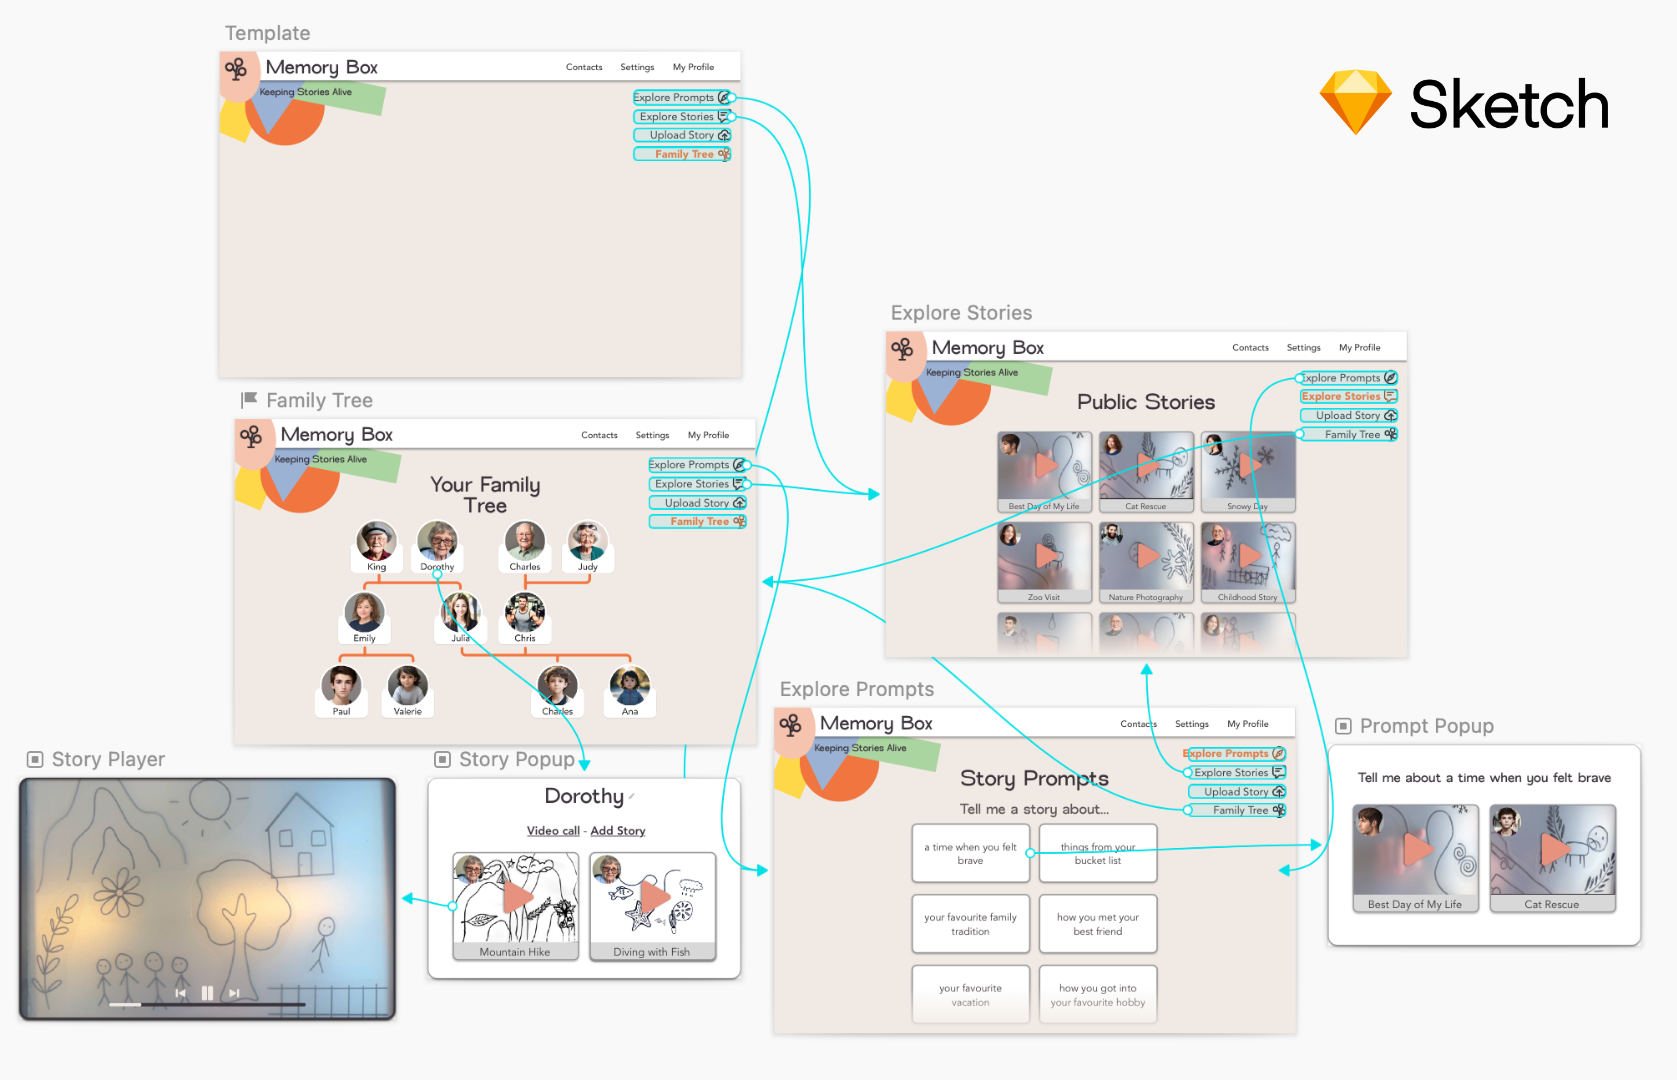 Template
Memory Box
Contacts Settings My Profile
Keeping Stories Alive
Explore Prompts
Explore Stories
Upload Story
Family Tree
Sketch
Family Tree
Memory Box
Contacts Settings My Profile
Keeping Stories Alive
Explore Prompts
Explore Stories
Upload Story
Family Tree
Your Family
Tree
King Dorothy Charles Judy
Emily Julia Chris
Paul Valerie Charles Ana
Explore Stories
Memory Box
Contacts Settings My Profile
Keeping Stories Alive
Explore Prompts
Explore Stories
Upload Story
Family Tree
Public Stories
Best Day of My Life Cat Rescue Snowy Day
Zoo Visit Nature Photography Childhood Story
Story Player
Story Popup
Dorothy
Video call - Add Story
Mountain Hike Diving with Fish
Explore Prompts
Memory Box
Contacts Settings My Profile
Keeping Stories Alive
Explore Prompts
Explore Stories
Upload Story
Family Tree
Story Prompts
Tell me a story about...
a time when you felt
brave
things from your
bucket list
your favourite family
tradition
how you met your
best friend
your favourite
vacation
how you got into
your favourite hobby
Prompt Popup
Tell me about a time when you felt brave
Best Day of My Life Cat Rescue